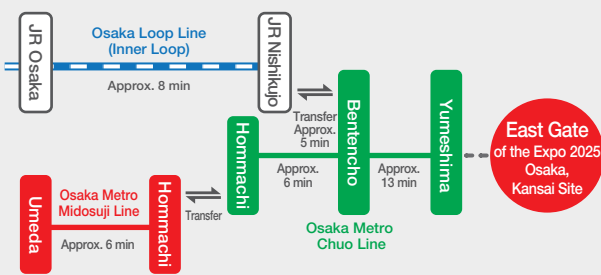 JR Osaka
Osaka Loop Line
(Inner Loop)
Approx. 8 min
JR Nishikujo
Transfer
Approx.
5 min
Umeda
Osaka Metro
Midosuji Line
Approx. 6 min
Hommachi
Transfer
Hommachi
Approx.
6 min
Bentencho
Approx.
13 min
Yumeshima
Osaka Metro
Chuo Line
East Gate
of the Expo 2025
Osaka,
Kansai Site